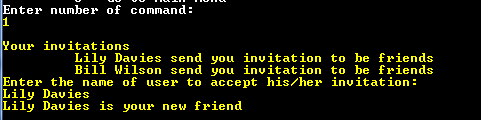 Enter number of command:
1
Your invitations
Lily Davies send you invitation to be friends
Bill Wilson send you invitation to be friends
Enter the name of user to accept his/her invitation:
Lily Davies
Lily Davies is your new friend